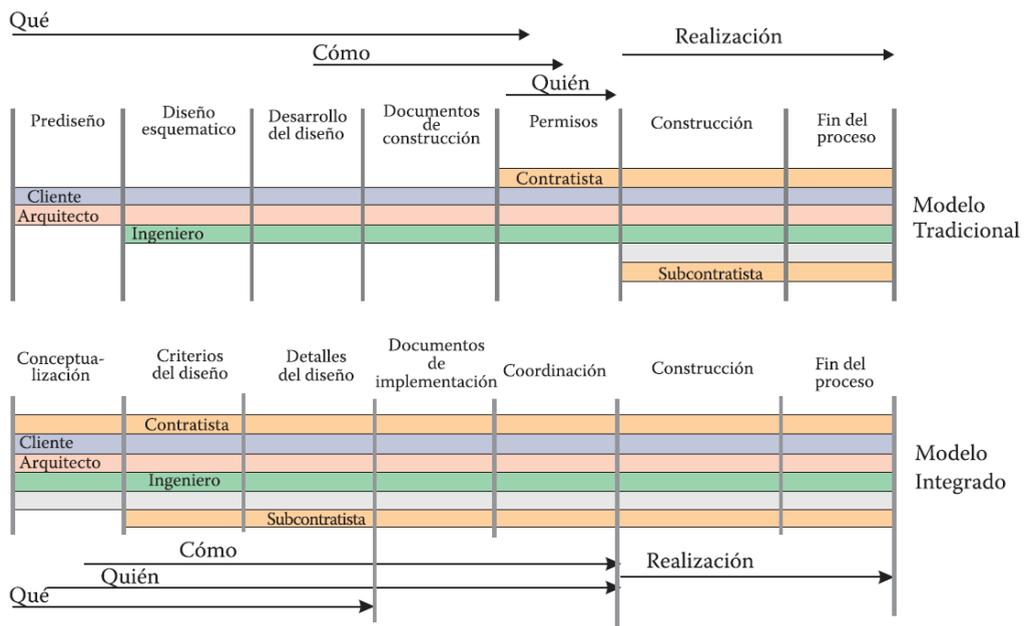 Qué
Cómo
Realización
Quién
Prediseño
Diseño
esquematico
Desarrollo
del diseño
Documentos
de
construcción
Permisos
Construcción
Fin del
proceso
Contratista
Cliente
Arquitecto
Ingeniero
Subcontratista
Modelo
Tradicional
Conceptua-
lización
Criterios
del diseño
Detalles
del diseño
Documentos
de
implementación
Coordinación
Construcción
Fin del
proceso
Contratista
Cliente
Arquitecto
Ingeniero
Subcontratista
Modelo
Integrado
Cómo
Realización
Quién
Qué